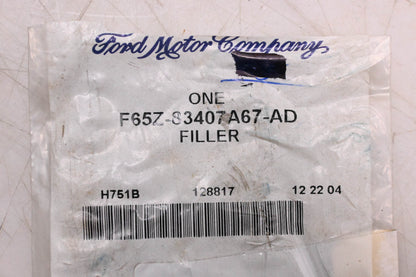 Ford Motor Company
ONE
F65Z-83407A67-AD
FILLER
H751B 128817 12 22 04